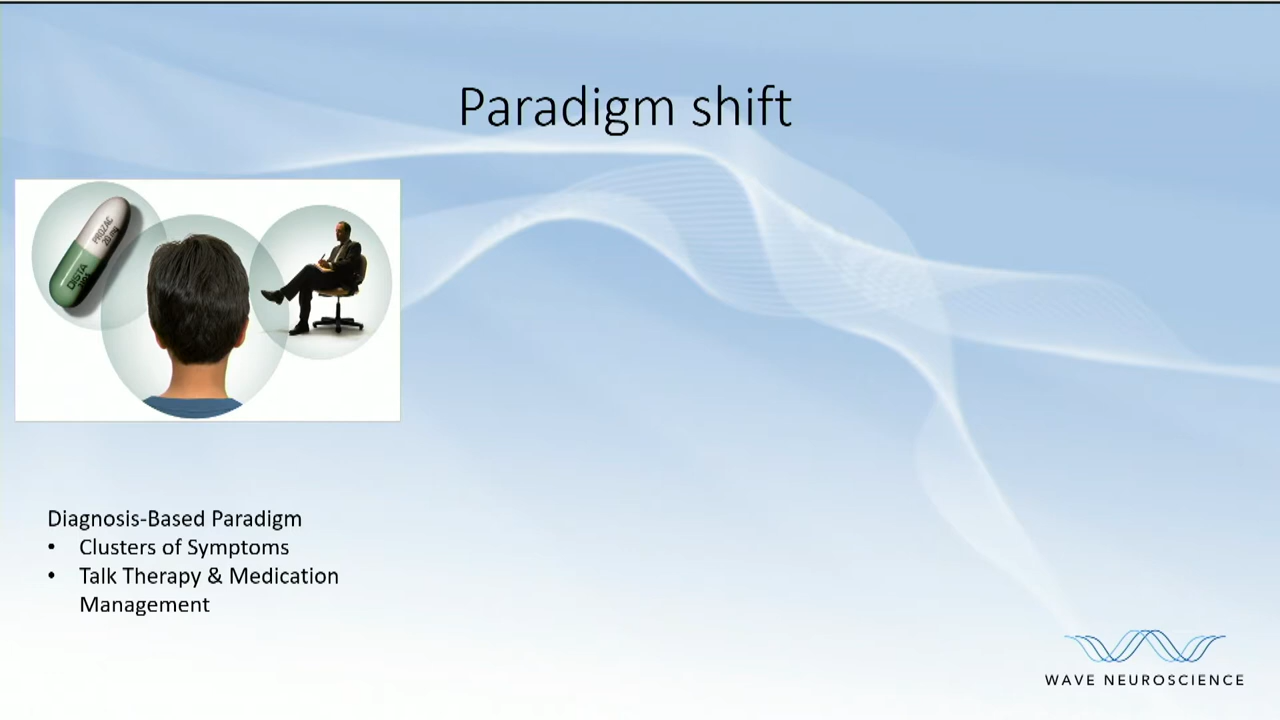 Paradigm shift
PROZAC
20 mg
DISTA
Diagnosis-Based Paradigm
• Clusters of Symptoms
• Talk Therapy & Medication
Management
WAVE NEUROSCIENCE